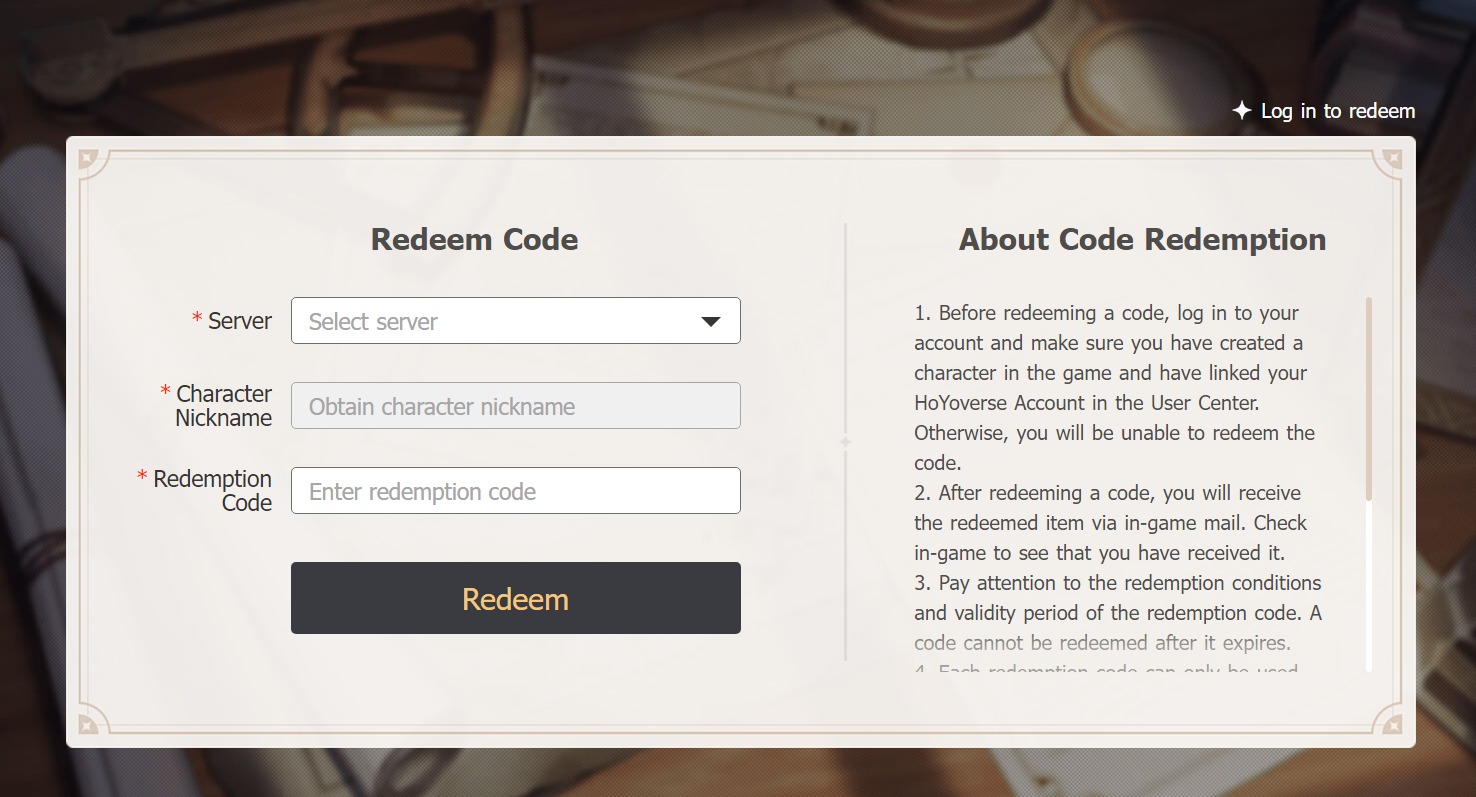 Log in to redeem
Redeem Code
* Server
Select server
* Character
Nickname
Obtain character nickname
* Redemption
Code
Enter redemption code
Redeem
About Code Redemption
1. Before redeeming a code, log in to your
account and make sure you have created a
character in the game and have linked your
HoYoverse Account in the User Center.
Otherwise, you will be unable to redeem the
code.
2. After redeeming a code, you will receive
the redeemed item via in-game mail. Check
in-game to see that you have received it.
3. Pay attention to the redemption conditions
and validity period of the redemption code. A
code cannot be redeemed after it expires.
4. Each redemption code can only be used